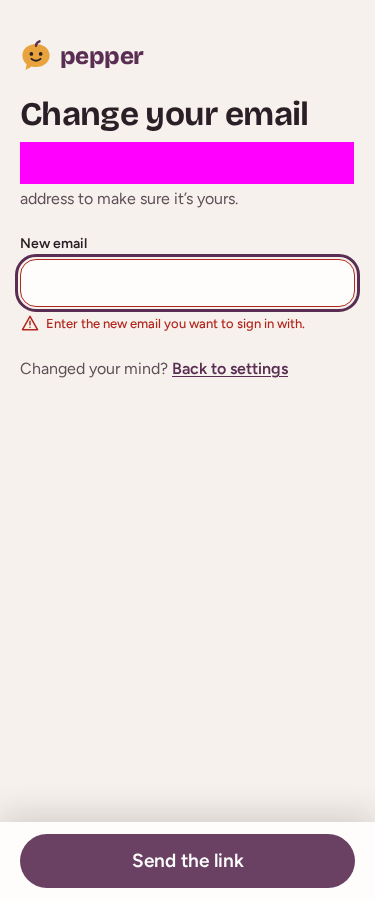 pepper
Change your email
address to make sure it’s yours.
New email
Enter the new email you want to sign in with.
Changed your mind? Back to settings
Send the link